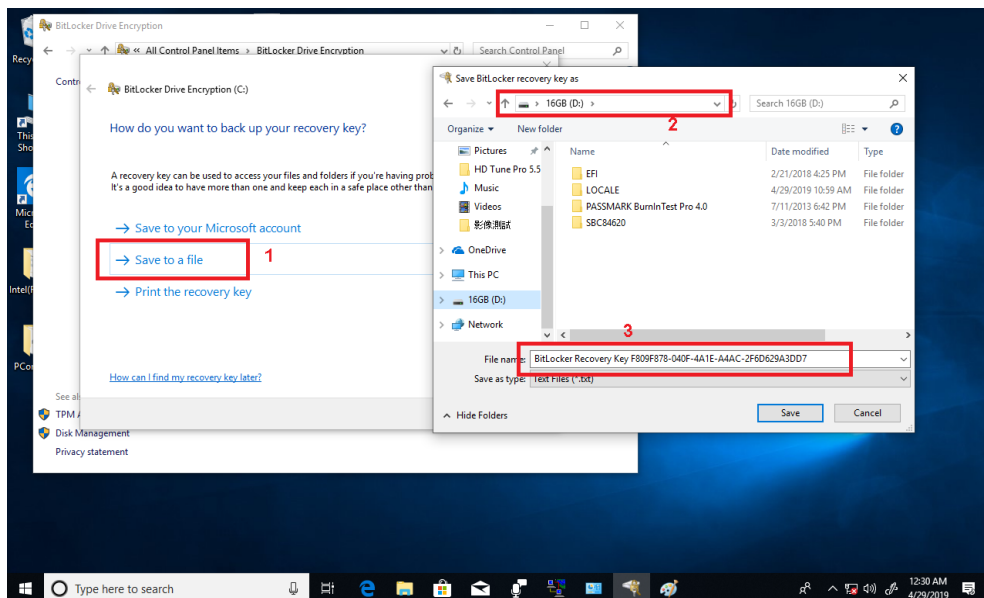 BitLocker Drive Encryption
All Control Panel Items › BitLocker Drive Encryption
Search Control Panel
BitLocker Drive Encryption (C:)
How do you want to back up your recovery key?
A recovery key can be used to access your files and folders if you're having
It's a good idea to have more than one and keep each in a safe place other than
→ Save to your Microsoft account
→ Save to a file
1
→ Print the recovery key
How can I find my recovery key later?
See
TPM
Disk Management
Privacy statement
Save BitLocker recovery key as
› 16GB (D:) ›
Search 16GB (D:)
2
Organize
New folder
Name
Date modified
Type
Pictures
HD Tune Pro 5.5
Music
Videos
OneDrive
This PC
16GB (D:)
Network
EFI 2/21/2018 4:25 PM File folder
LOCALE 4/29/2019 10:59 AM File folder
PASSMARK BurnInTest Pro 4.0 7/11/2013 6:42 PM File folder
SBC84620 3/3/2018 5:40 PM File folder
3
File name: BitLocker Recovery Key F809F878-040F-4A1E-A4AC-2F6D629A3DD7
Save as type: Text Files (*.txt)
Hide Folders
Save
Cancel
Type here to search
12:30 AM
4/29/2019